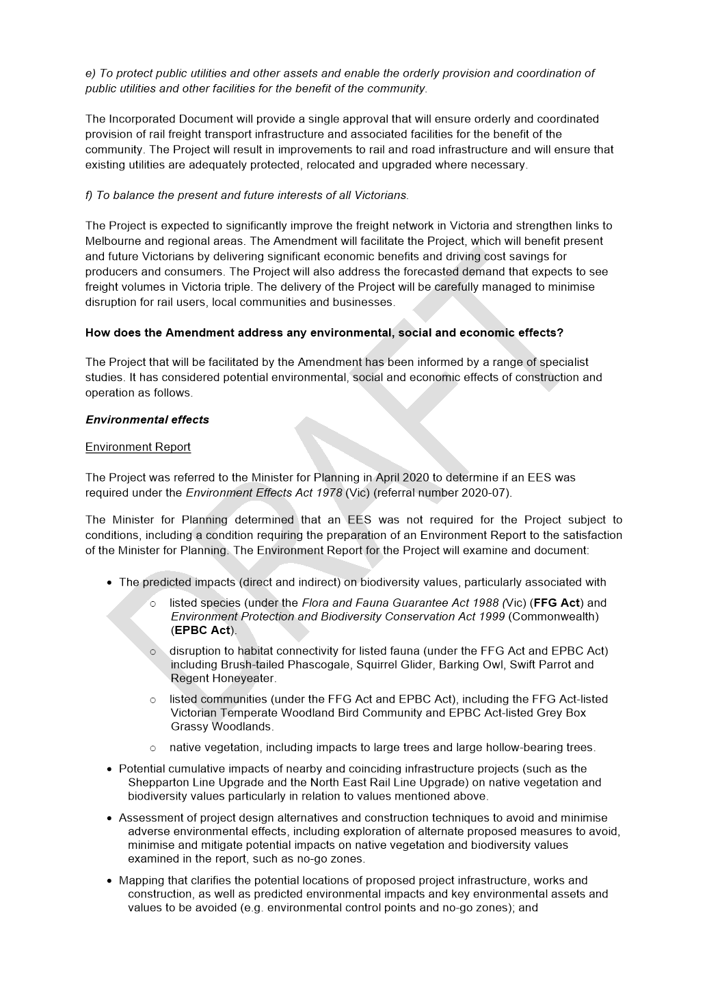 e) To protect public utilities and other assets and enable the orderly provision and coordination of
public utilities and other facilities for the benefit of the community.
The Incorporated Document will provide a single approval that will ensure orderly and coordinated
provision of rail freight transport infrastructure and associated facilities for the benefit of the
community. The Project will result in improvements to rail and road infrastructure and will ensure that
existing utilities are adequately protected, relocated and upgraded where necessary.
f) To balance the present and future interests of all Victorians.
The Project is expected to significantly improve the freight network in Victoria and strengthen links to
Melbourne and regional areas. The Amendment will facilitate the Project, which will benefit present
and future Victorians by delivering significant economic benefits and driving cost savings for
producers and consumers. The Project will also address the forecasted demand that expects to see
freight volumes in Victoria triple. The delivery of the Project will be carefully managed to minimise
disruption for rail users, local communities and businesses.
How does the Amendment address any environmental, social and economic effects?
The Project that will be facilitated by the Amendment has been informed by a range of specialist
studies. It has considered potential environmental, social and economic effects of construction and
operation as follows.
Environmental effects
Environment Report
The Project was referred to the Minister for Planning in April 2020 to determine if an EES was
required under the Environment Effects Act 1978 (Vic) (referral number 2020-07).
The Minister for Planning determined that an EES was not required for the Project subject to
conditions, including a condition requiring the preparation of an Environment Report to the satisfaction
of the Minister for Planning. The Environment Report for the Project will examine and document:
• The predicted impacts (direct and indirect) on biodiversity values, particularly associated with
o listed species (under the Flora and Fauna Guarantee Act 1988 (Vic) (FFG Act) and
Environment Protection and Biodiversity Conservation Act 1999 (Commonwealth)
(EPBC Act).
o disruption to habitat connectivity for listed fauna (under the FFG Act and EPBC Act)
including Brush-tailed Phascogale, Squirrel Glider, Barking Owl, Swift Parrot and
Regent Honeyeater.
o listed communities (under the FFG Act and EPBC Act), including the FFG Act-listed
Victorian Temperate Woodland Bird Community and EPBC Act-listed Grey Box
Grassy Woodlands.
o native vegetation, including impacts to large trees and large hollow-bearing trees.
• Potential cumulative impacts of nearby and coinciding infrastructure projects (such as the
Shepparton Line Upgrade and the North East Rail Line Upgrade) on native vegetation and
biodiversity values particularly in relation to values mentioned above.
• Assessment of project design alternatives and construction techniques to avoid and minimise
adverse environmental effects, including exploration of alternate proposed measures to avoid,
minimise and mitigate potential impacts on native vegetation and biodiversity values
examined in the report, such as no-go zones.
• Mapping that clarifies the potential locations of proposed project infrastructure, works and
construction, as well as predicted environmental impacts and key environmental assets and
values to be avoided (e.g. environmental control points and no-go zones); and
DRAFT